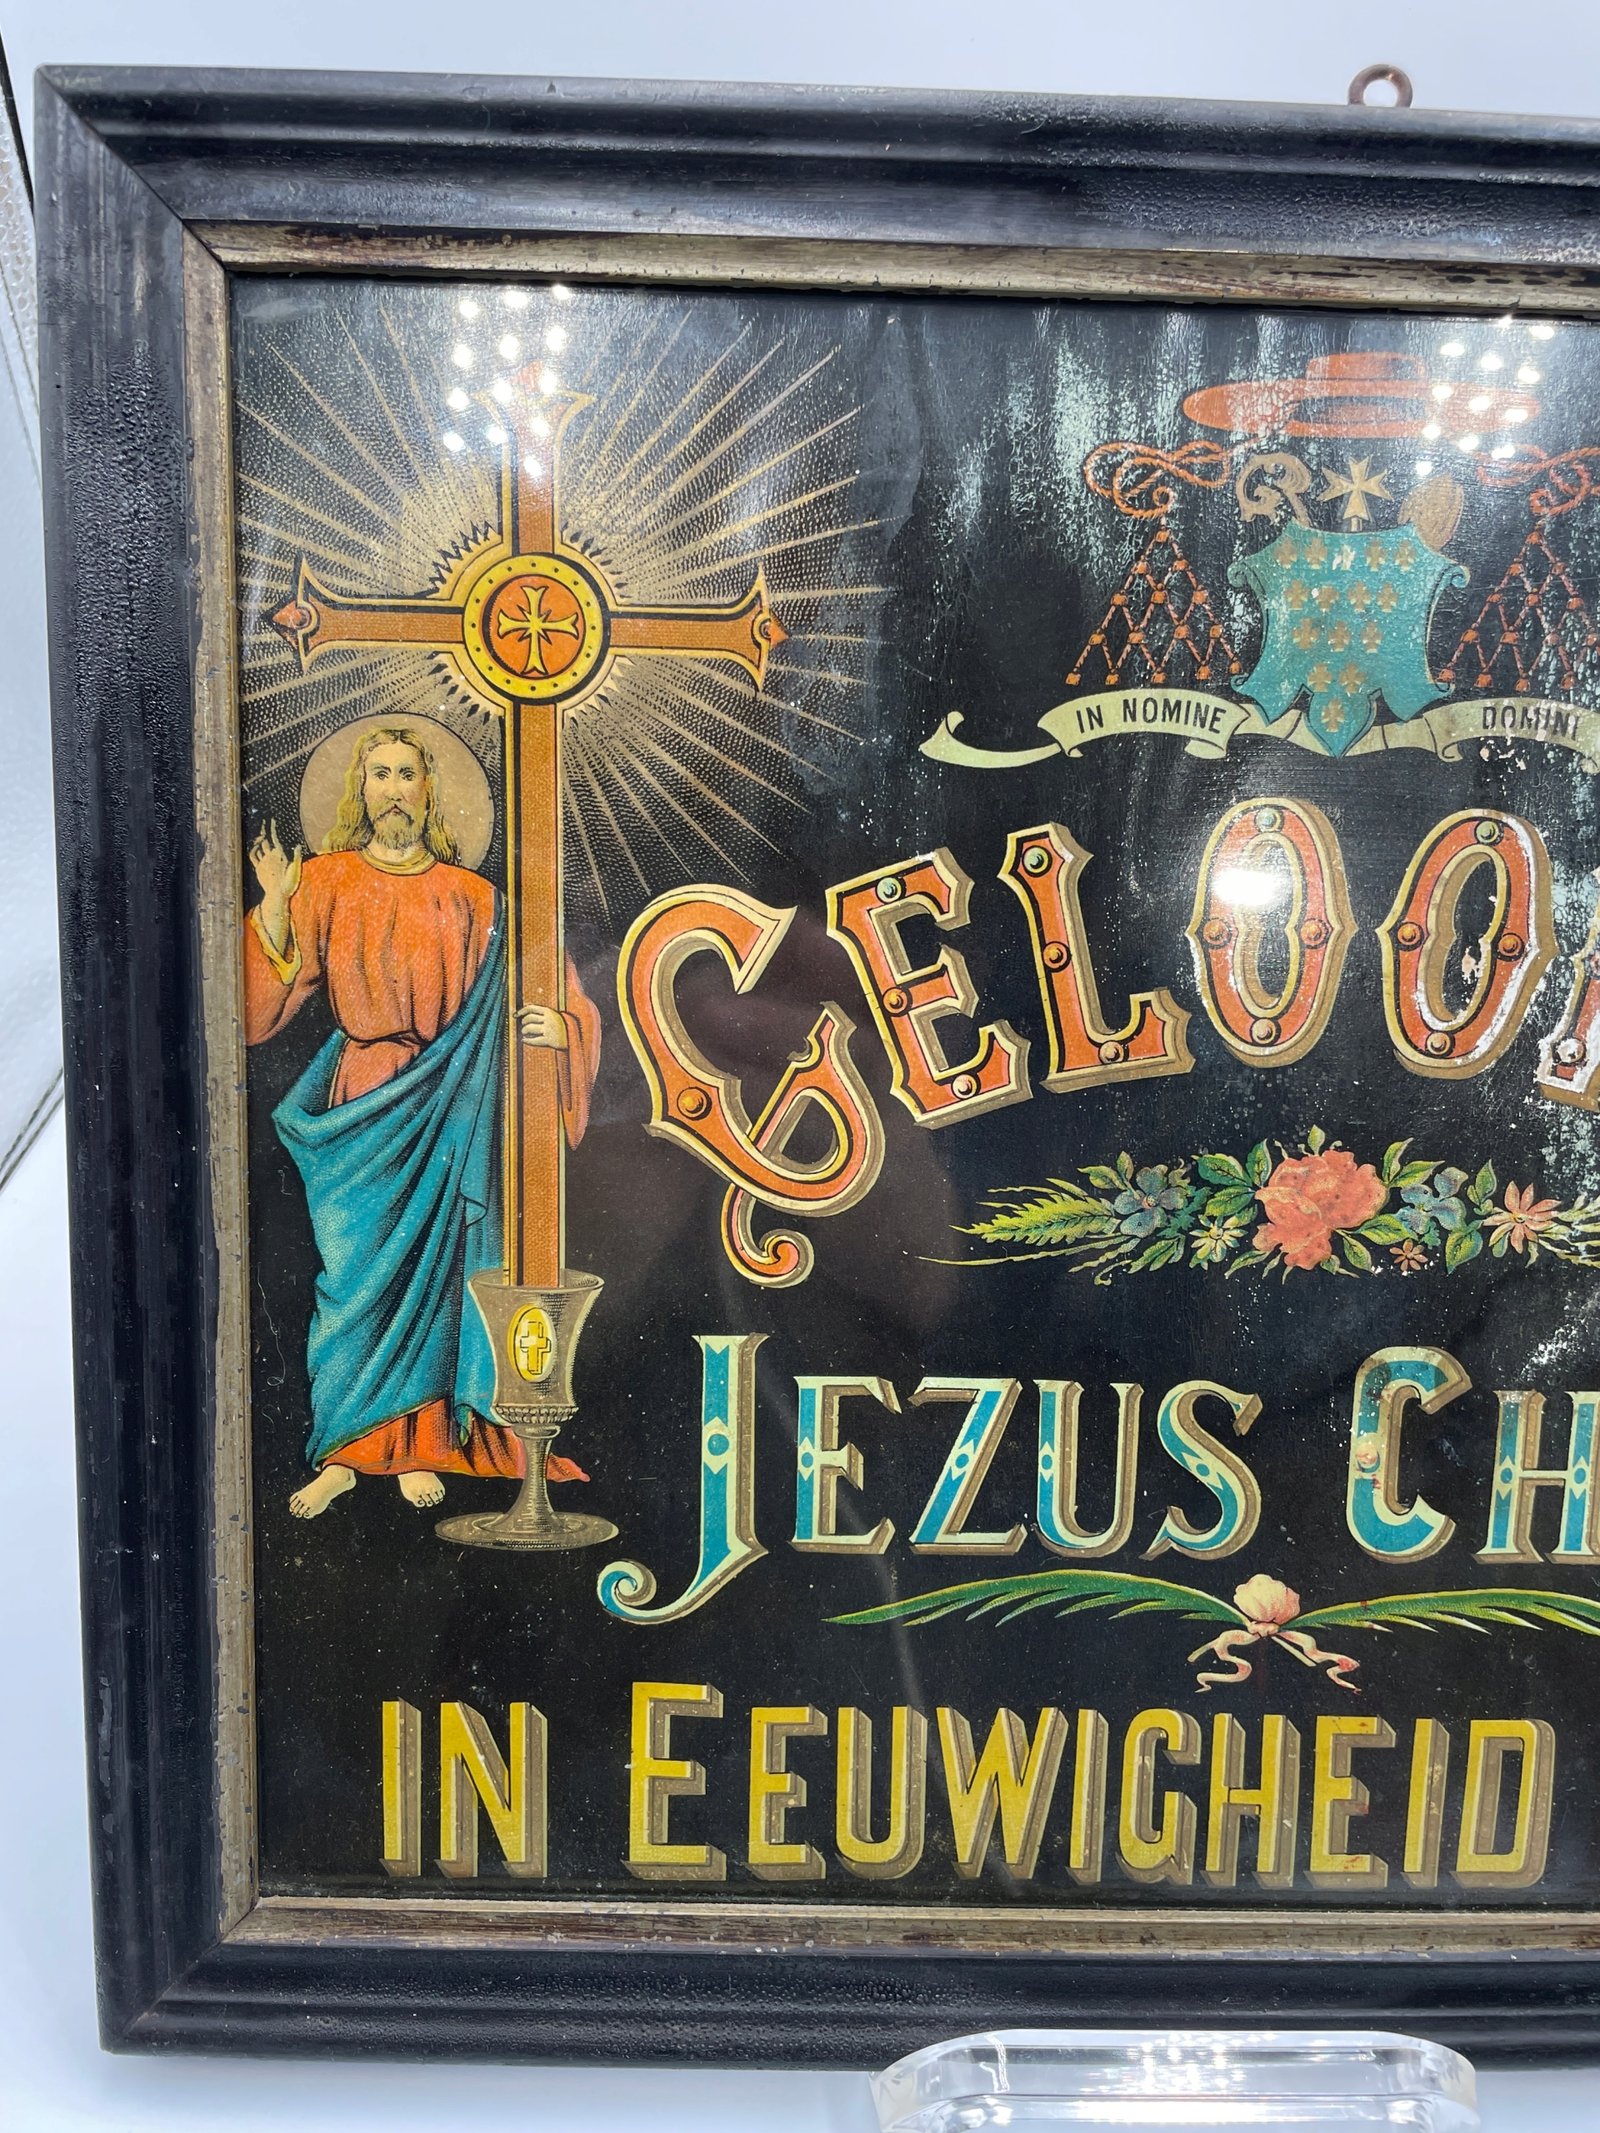 IN NOMINE DOMINI
GELOO
JEZUS CH
IN EEUWIGHEID